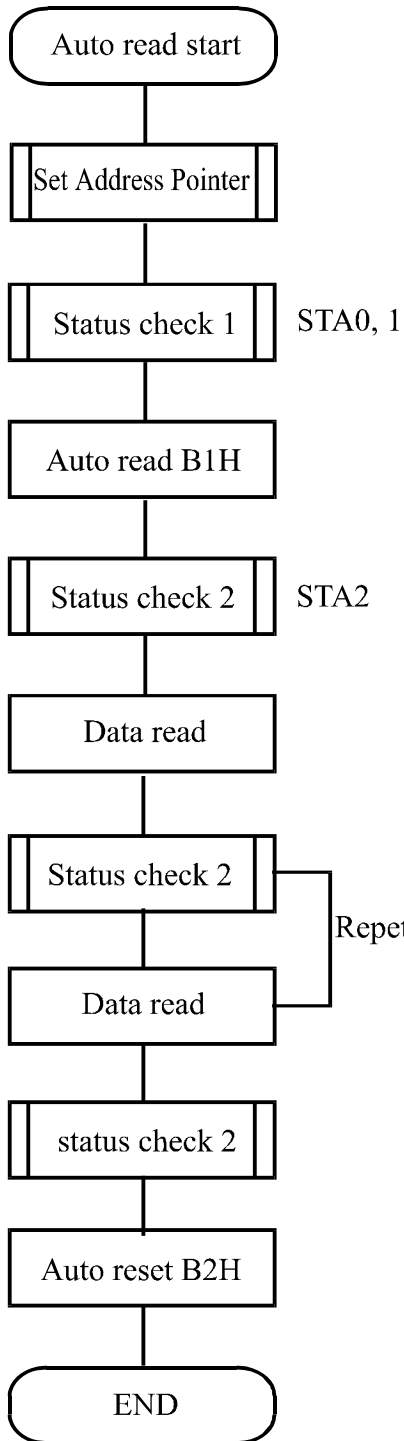 Auto read start
Set Address Pointer
Status check 1
STA0, 1
Auto read B1H
Status check 2
STA2
Data read
Status check 2
Repet
Data read
status check 2
Auto reset B2H
END